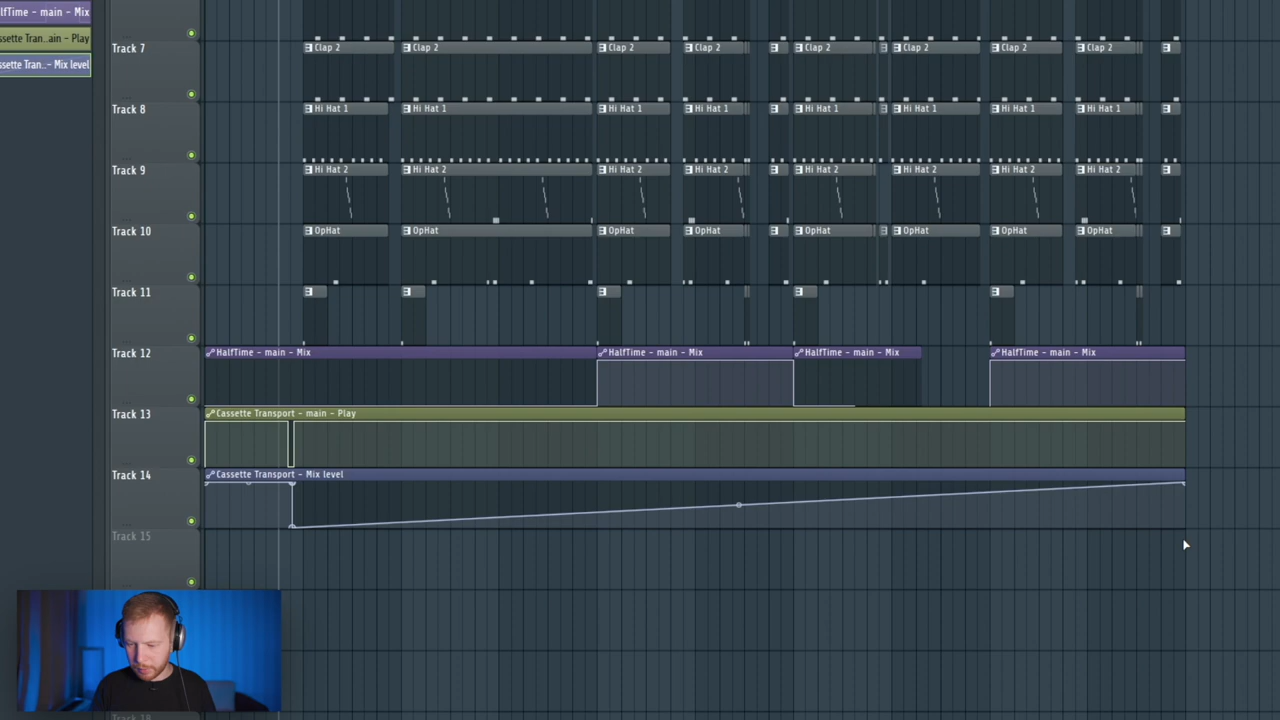 lfTime - main - Mix
ssette Tran...ain - Play
ssette Tran..- Mix level
Track 7
Clap 2 Clap 2 Clap 2 Clap 2 Clap 2 Clap 2 Clap 2 Clap 2
Track 8
Hi Hat 1 Hi Hat 1 Hi Hat 1 Hi Hat 1 Hi Hat 1 Hi Hat 1 Hi Hat 1 Hi Hat 1
Track 9
Hi Hat 2 Hi Hat 2 Hi Hat 2 Hi Hat 2 Hi Hat 2 Hi Hat 2 Hi Hat 2 Hi Hat 2
Track 10
OpHat OpHat OpHat OpHat OpHat OpHat OpHat OpHat
Track 11
Track 12
HalfTime - main - Mix HalfTime - main - Mix HalfTime - main - Mix HalfTime - main - Mix
Track 13
Cassette Transport - main - Play
Track 14
Cassette Transport - Mix level
Track 15